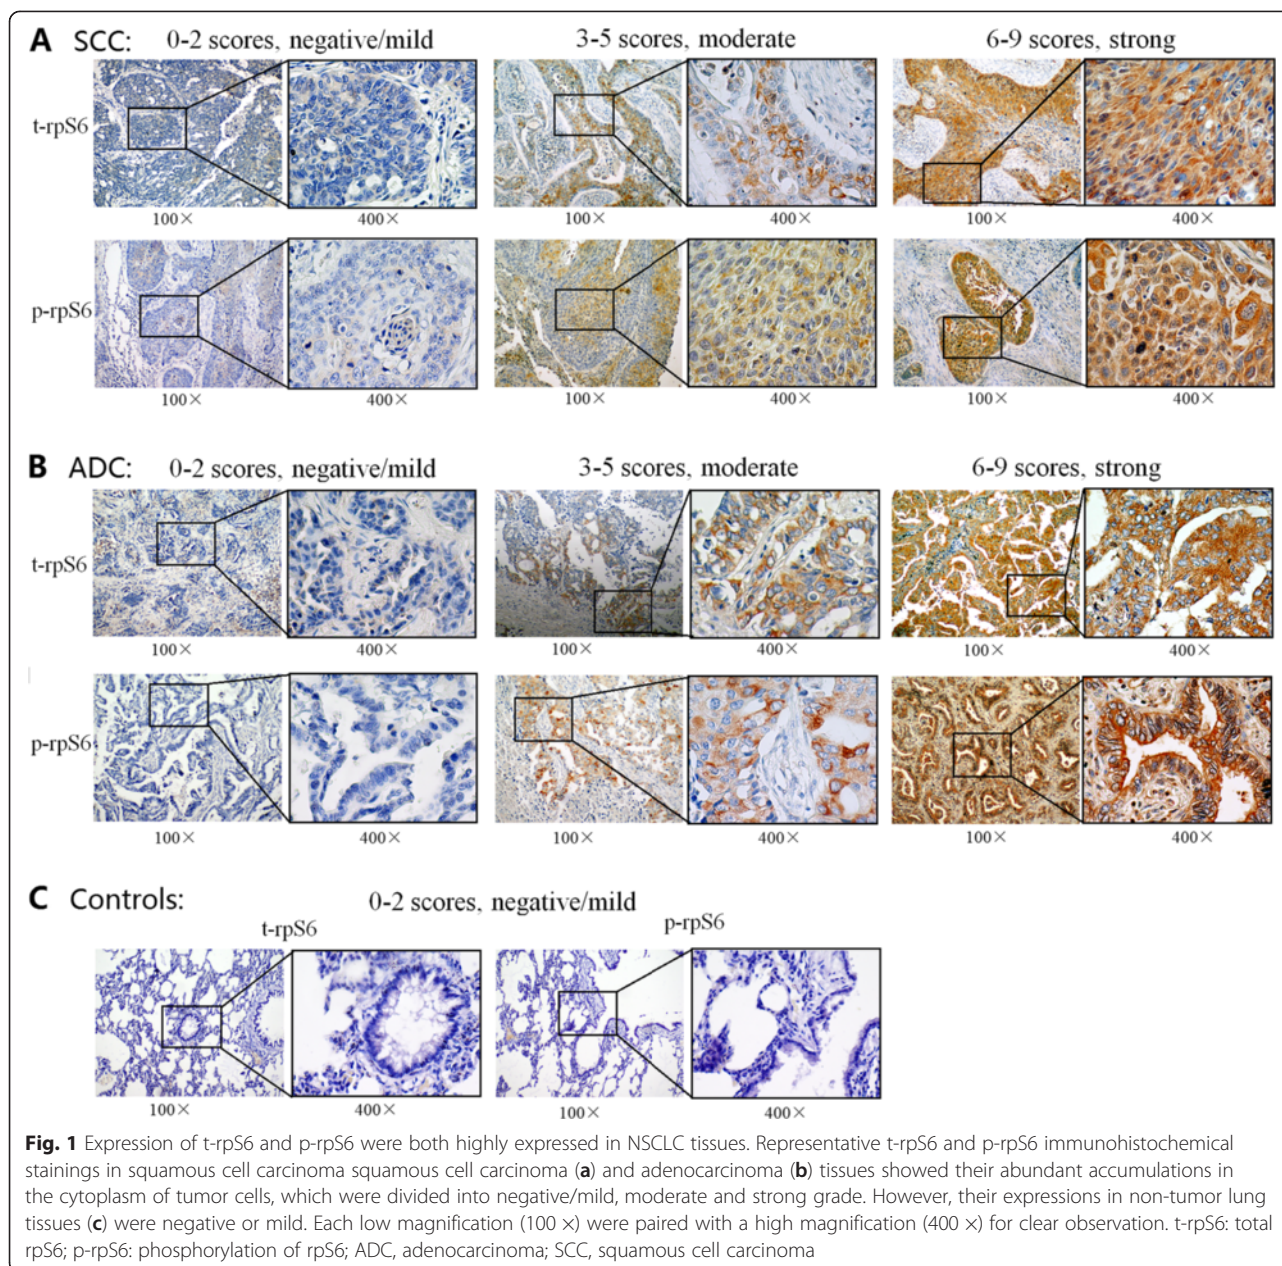 A SCC: 0-2 scores, negative/mild 3-5 scores, moderate 6-9 scores, strong
t-rpS6
100× 400× 100× 400× 100× 400×
p-rpS6
100× 400× 100× 400× 100× 400×
B ADC: 0-2 scores, negative/mild 3-5 scores, moderate 6-9 scores, strong
t-rpS6
100× 400× 100× 400× 100× 400×
p-rpS6
100× 400× 100× 400× 100× 400×
C Controls: 0-2 scores, negative/mild
t-rpS6 p-rpS6
100× 400× 100× 400×
Fig. 1 Expression of t-rpS6 and p-rpS6 were both highly expressed in NSCLC tissues. Representative t-rpS6 and p-rpS6 immunohistochemical
stainings in squamous cell carcinoma squamous cell carcinoma (a) and adenocarcinoma (b) tissues showed their abundant accumulations in
the cytoplasm of tumor cells, which were divided into negative/mild, moderate and strong grade. However, their expressions in non-tumor lung
tissues (c) were negative or mild. Each low magnification (100 ×) were paired with a high magnification (400 ×) for clear observation. t-rpS6: total
rpS6; p-rpS6: phosphorylation of rpS6; ADC, adenocarcinoma; SCC, squamous cell carcinoma